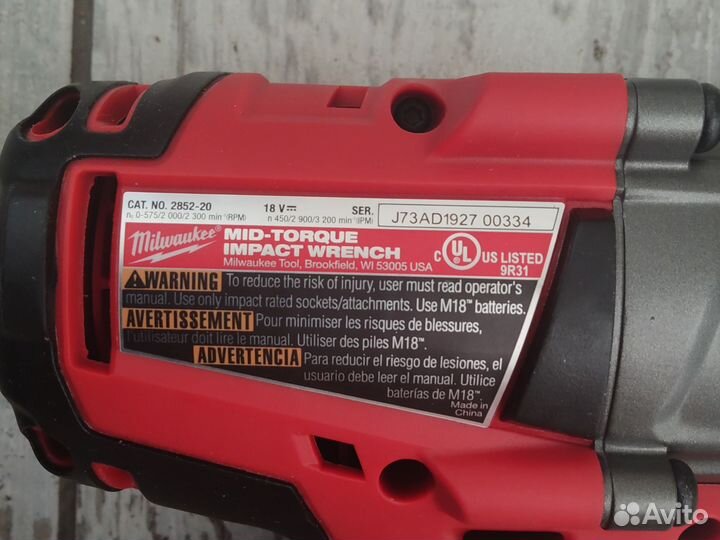 CAT. NO. 2852-20 18 V⎓ SER. J73AD1927 00334
n₀ 0-575/2 000/2 300 min⁻¹(RPM) n 450/2 900/3 200 min⁻¹(IPM)
Milwaukee®
MID-TORQUE
IMPACT WRENCH
Milwaukee Tool, Brookfield, WI 53005 USA
C UL® US LISTED
9R31
WARNING To reduce the risk of injury, user must read operator's
manual. Use only impact rated sockets/attachments. Use M18™ batteries.
AVERTISSEMENT Pour minimiser les risques de blessures,
l'utilisateur doit lire le manual. Utiliser des piles M18™.
ADVERTENCIA Para reducir el riesgo de lesiones, el
usuario debe leer el manual. Utilice
baterías de M18™.
Made in
China
Avito